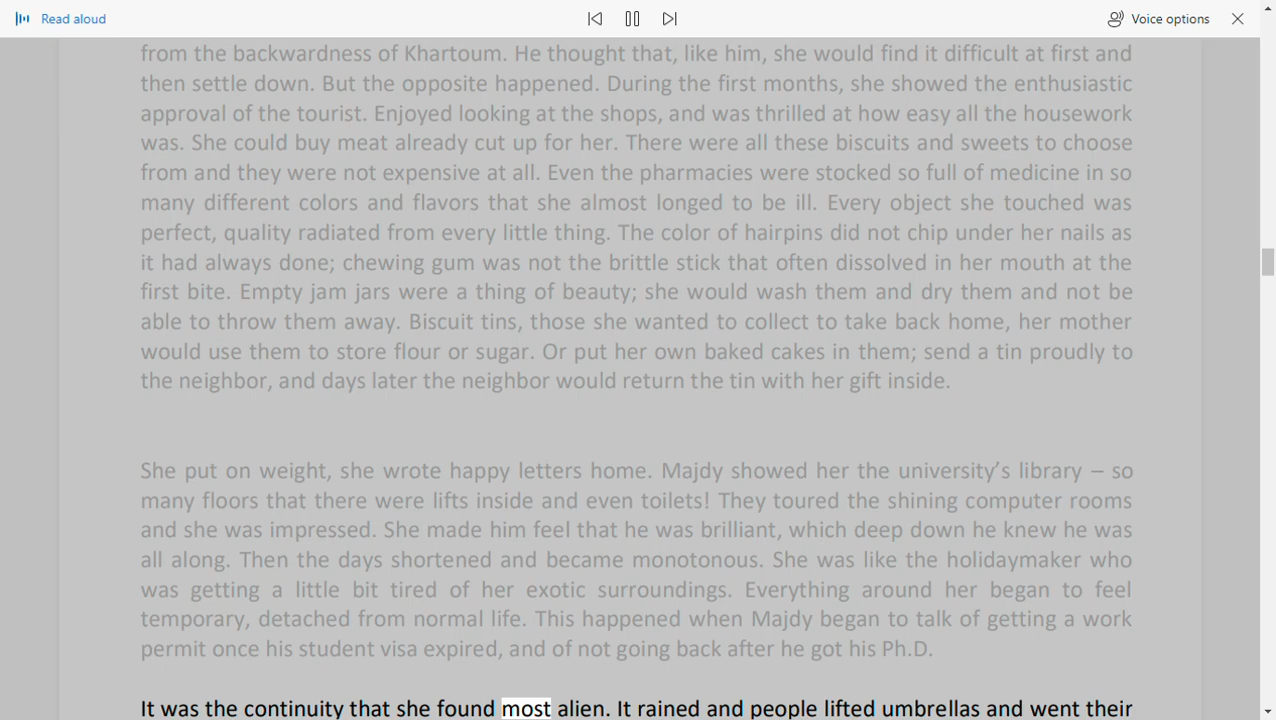 Read aloud
Voice options
from the backwardness of Khartoum. He thought that, like him, she would find it difficult at first and
then settle down. But the opposite happened. During the first months, she showed the enthusiastic
approval of the tourist. Enjoyed looking at the shops, and was thrilled at how easy all the housework
was. She could buy meat already cut up for her. There were all these biscuits and sweets to choose
from and they were not expensive at all. Even the pharmacies were stocked so full of medicine in so
many different colors and flavors that she almost longed to be ill. Every object she touched was
perfect, quality radiated from every little thing. The color of hairpins did not chip under her nails as
it had always done; chewing gum was not the brittle stick that often dissolved in her mouth at the
first bite. Empty jam jars were a thing of beauty; she would wash them and dry them and not be
able to throw them away. Biscuit tins, those she wanted to collect to take back home, her mother
would use them to store flour or sugar. Or put her own baked cakes in them; send a tin proudly to
the neighbor, and days later the neighbor would return the tin with her gift inside.
She put on weight, she wrote happy letters home. Majdy showed her the university’s library – so
many floors that there were lifts inside and even toilets! They toured the shining computer rooms
and she was impressed. She made him feel that he was brilliant, which deep down he knew he was
all along. Then the days shortened and became monotonous. She was like the holidaymaker who
was getting a little bit tired of her exotic surroundings. Everything around her began to feel
temporary, detached from normal life. This happened when Majdy began to talk of getting a work
permit once his student visa expired, and of not going back after he got his Ph.D.
It was the continuity that she found most alien. It rained and people lifted umbrellas and went their